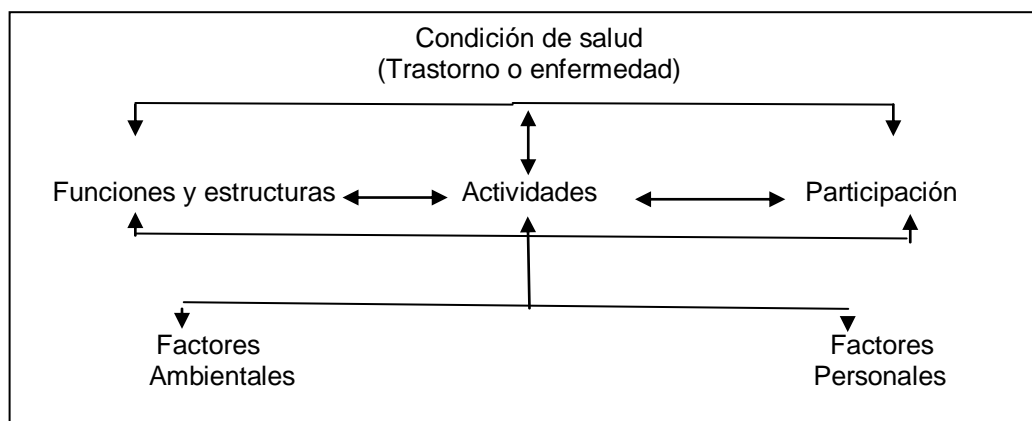 Condición de salud
(Trastorno o enfermedad)
Funciones y estructuras Actividades Participación
Factores Factores
Ambientales Personales